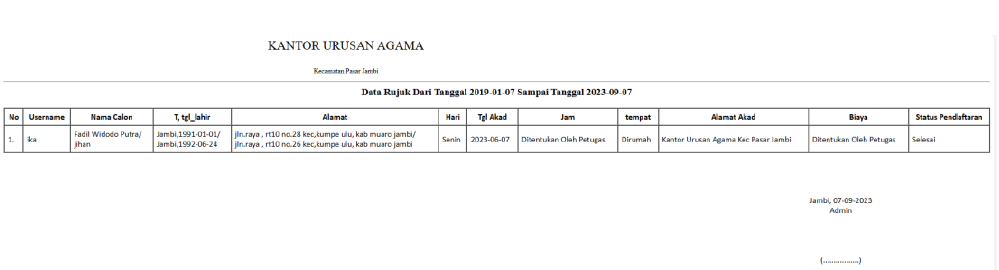 KANTOR URUSAN AGAMA
Kecamatan Pasar Jambi
Data Rujuk Dari Tanggal 2019-01-07 Sampai Tanggal 2023-09-07
No Username Nama Calon T, tgl_lahir Alamat Hari Tgl Akad Jam tempat Alamat Akad Biaya Status Pendaftaran
1. ika Fadil Widodo Putra/ Jambi,1991-01-01/ jln.raya , rt10 no.28 kec,kumpe ulu, kab muaro jambi/ Senin 2023-06-07 Ditentukan Oleh Petugas Dirumah Kantor Urusan Agama Kec Pasar Jambi Ditentukan Oleh Petugas Selesai
jihan Jambi,1992-06-24 jln.raya , rt10 no.26 kec,kumpe ulu, kab muaro jambi
Jambi, 07-09-2023
Admin
(................)